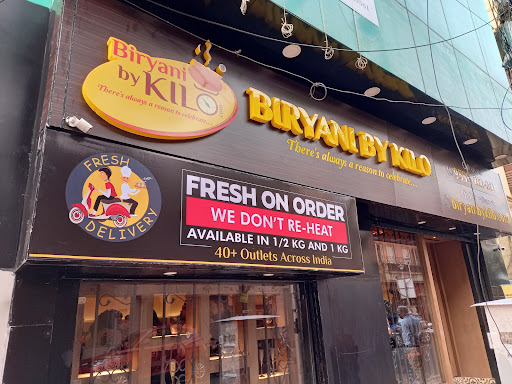 Biryani
by KILO
There's always a reason to celebrate...
BIRYANI BY KILO
There's always a reason to celebrate....
FRESH
DELIVERY
FRESH ON ORDER
WE DON'T RE-HEAT
AVAILABLE IN 1/2 KG AND 1 KG
40+ Outlets Across India